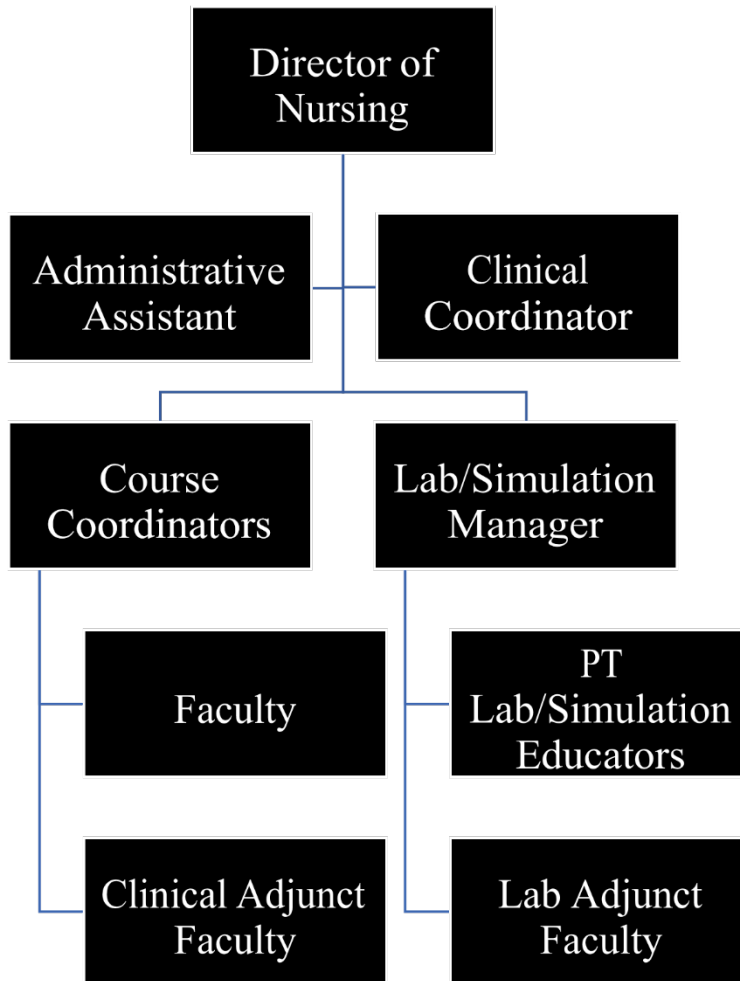 Director of
Nursing
Administrative
Assistant
Clinical
Coordinator
Course
Coordinators
Lab/Simulation
Manager
Faculty
PT
Lab/Simulation
Educators
Clinical Adjunct
Faculty
Lab Adjunct
Faculty